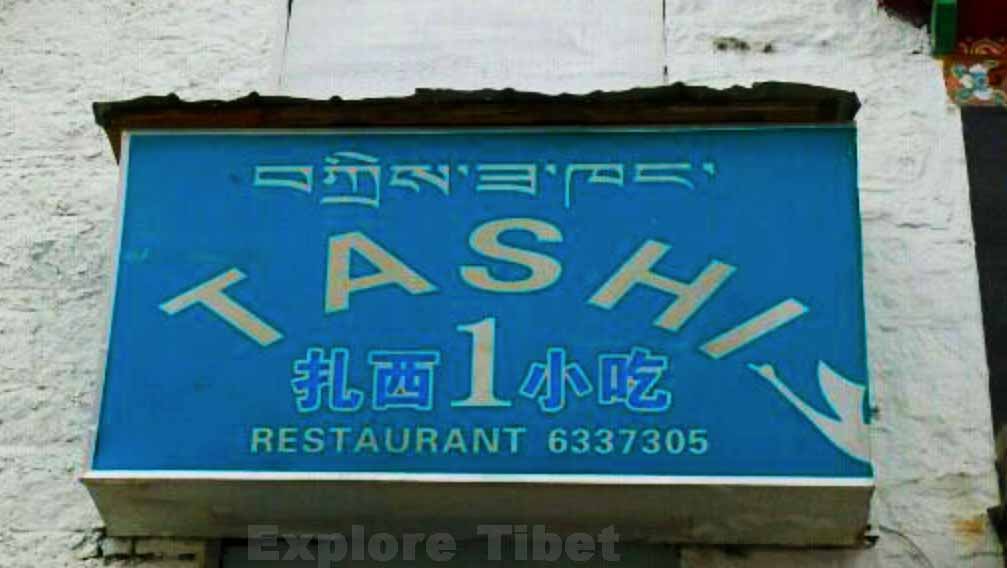 བཀྲིས་ཟ་ཁང་
TASHI
扎西1小吃
RESTAURANT 6337305
Explore Tibet